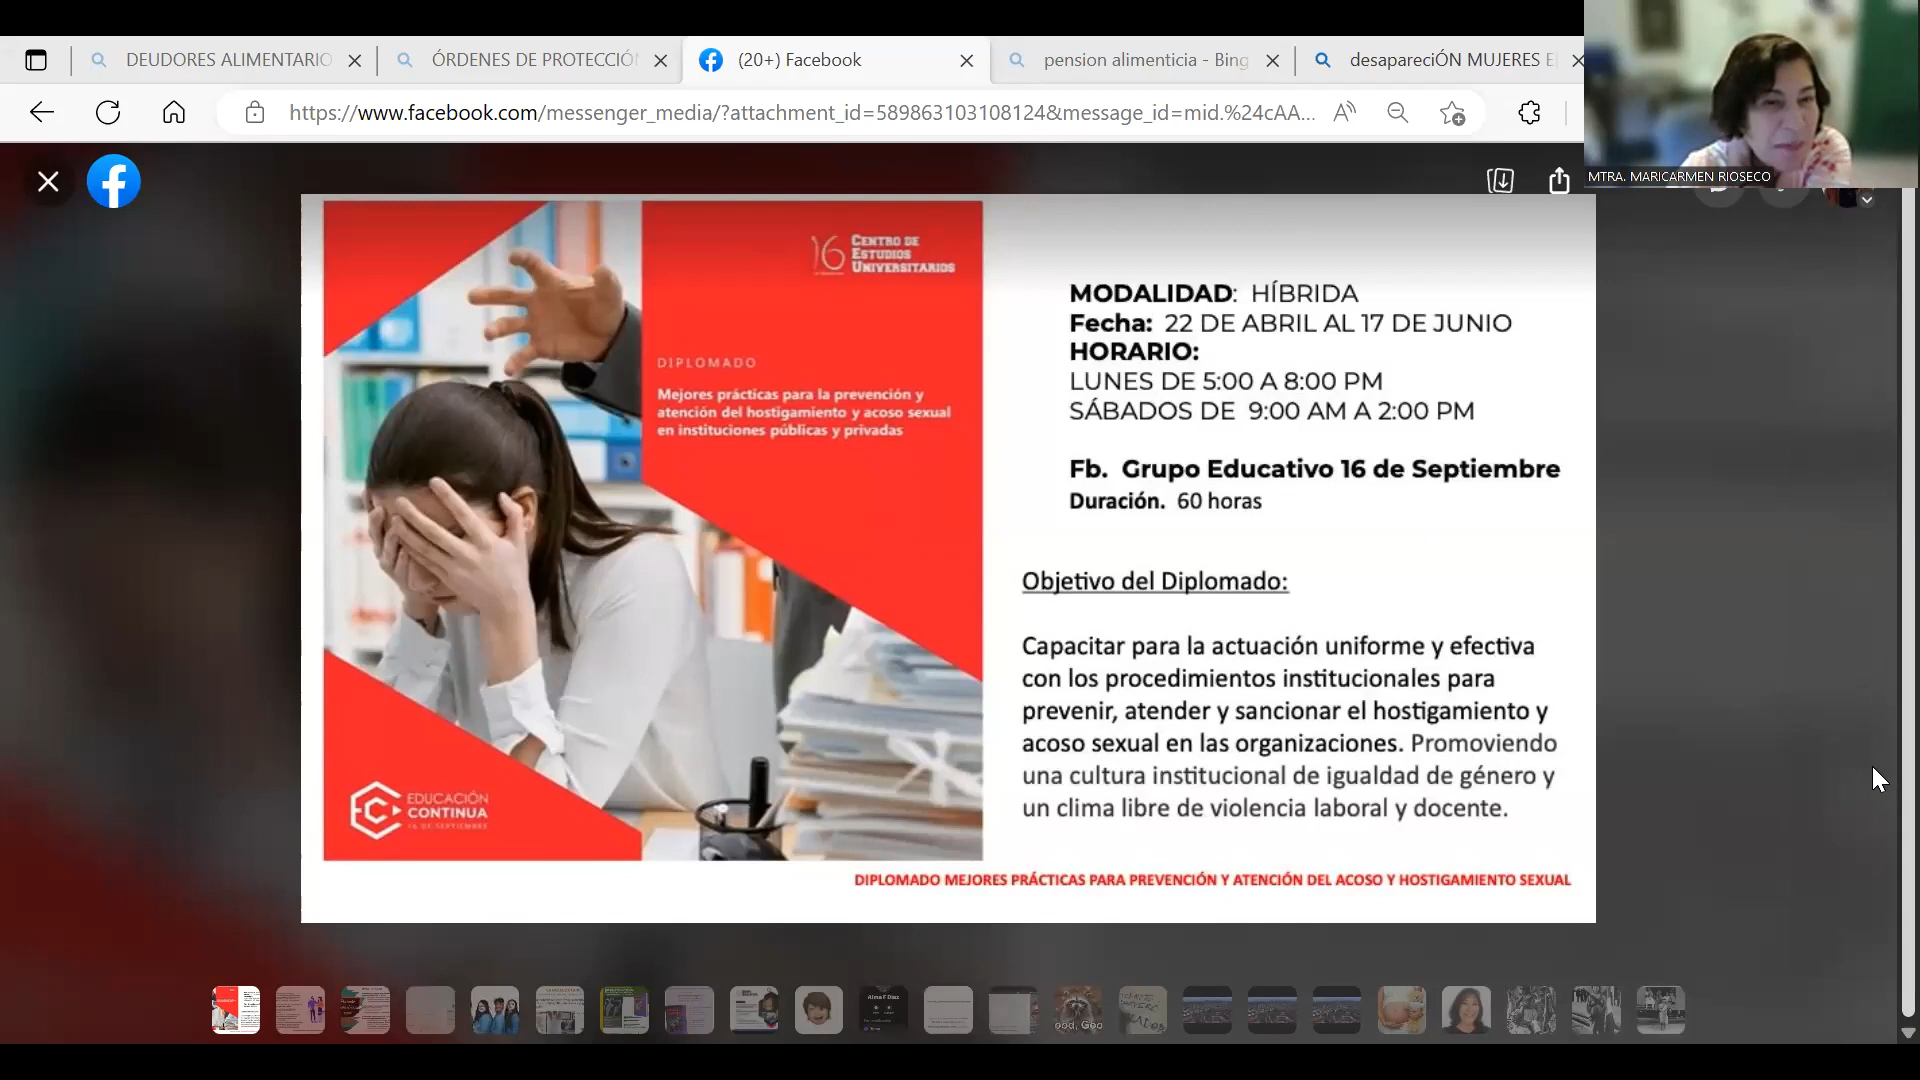 DEUDORES ALIMENTARIO
ÓRDENES DE PROTECCIÓN
(20+) Facebook
pension alimenticia - Bing
desapareciÓN MUJERES E
https://www.facebook.com/messenger_media/?attachment_id=589863103108124&message_id=mid.%24cAA...
MTRA. MARICARMEN RIOSECO
16 CENTRO DE
ESTUDIOS
UNIVERSITARIOS
DIPLOMADO
Mejores prácticas para la prevención y
atención del hostigamiento y acoso sexual
en instituciones públicas y privadas
EDUCACIÓN
CONTINUA
16 DE SEPTIEMBRE
MODALIDAD: HÍBRIDA
Fecha: 22 DE ABRIL AL 17 DE JUNIO
HORARIO:
LUNES DE 5:00 A 8:00 PM
SÁBADOS DE 9:00 AM A 2:00 PM
Fb. Grupo Educativo 16 de Septiembre
Duración. 60 horas
Objetivo del Diplomado:
Capacitar para la actuación uniforme y efectiva
con los procedimientos institucionales para
prevenir, atender y sancionar el hostigamiento y
acoso sexual en las organizaciones. Promoviendo
una cultura institucional de igualdad de género y
un clima libre de violencia laboral y docente.
DIPLOMADO MEJORES PRÁCTICAS PARA PREVENCIÓN Y ATENCIÓN DEL ACOSO Y HOSTIGAMIENTO SEXUAL
Alma F Diaz